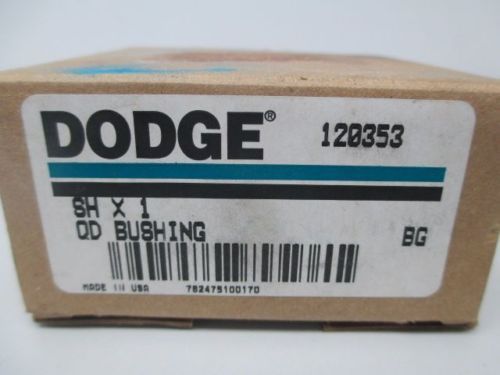 DODGE® 120353
SH X 1
QD BUSHING BG
MADE IN USA 782475100170